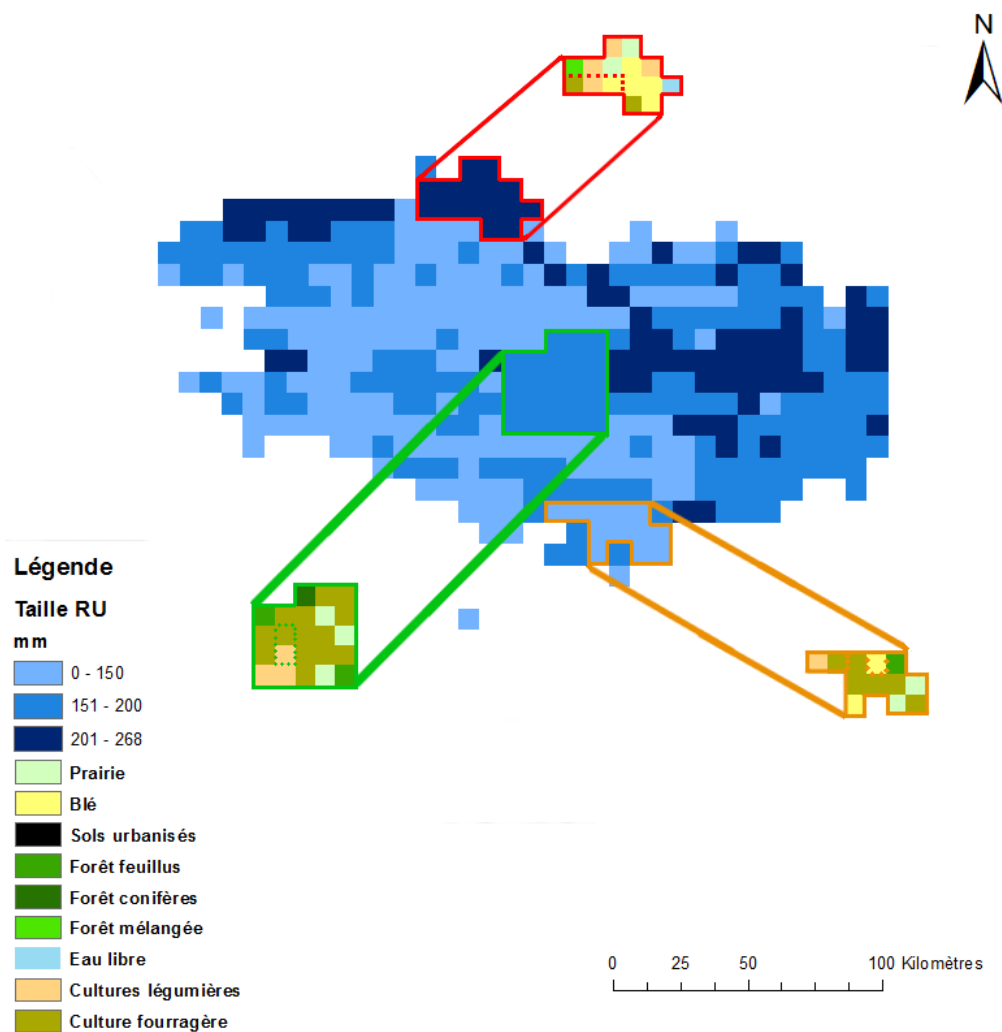 N
Légende
Taille RU
mm
0 - 150
151 - 200
201 - 268
Prairie
Blé
Sols urbanisés
Forêt feuillus
Forêt conifères
Forêt mélangée
Eau libre
Cultures légumières
Culture fourragère
0 25 50 100 Kilomètres